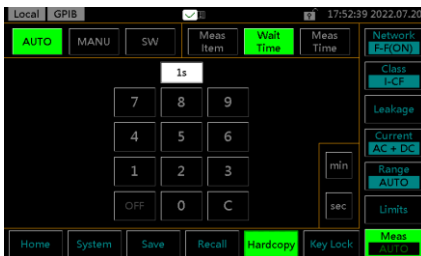 Local GPIB 17:52:39 2022.07.20
AUTO MANU SW Meas Item Wait Time Meas Time
Network
F-F(ON)
1s
Class
I-CF
7 8 9
Leakage
4 5 6
Current
AC + DC
1 2 3 min
Range
AUTO
OFF 0 C sec
Limits
Home System Save Recall Hardcopy Key Lock
Meas
AUTO